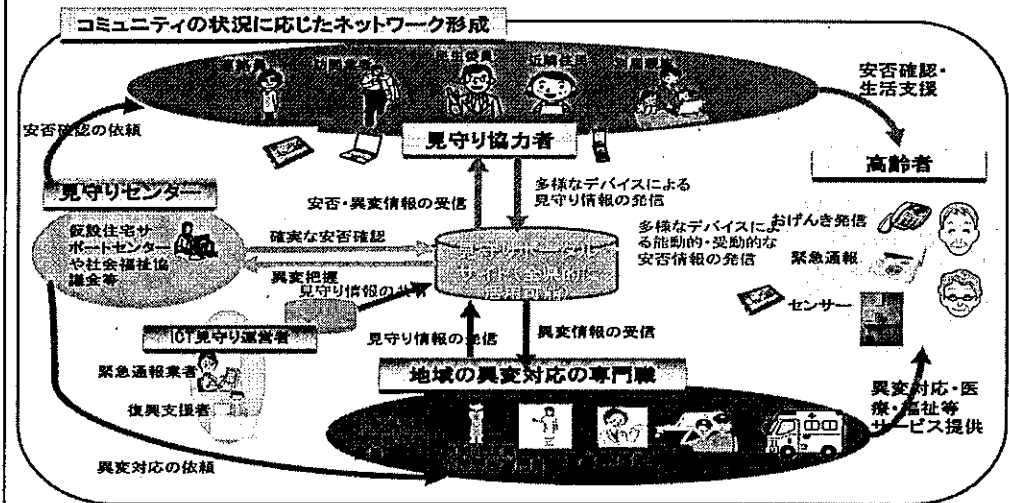 コミュニティの状況に応じたネットワーク形成
民生委員
近隣住民
安否確認・
生活支援
安否確認の依頼
見守り協力者
高齢者
見守りセンター
仮設住宅サ
ポートセンター
や社会福祉協
議会等
安否・異変情報の受信
多様なデバイスによる
見守り情報の発信
確実な安否確認
異変把握
見守り情報の共有
多様なデバイスによ
る能動的・受動的な
安否情報の発信
おげんき発信
緊急通報
センサー
ICT見守り運営者
緊急通報業者
復興支援者
見守り情報の発信
異変情報の受信
地域の異変対応の専門職
異変対応・医
療・福祉等
サービス提供
異変対応の依頼